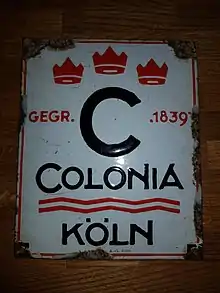 GEGR. C .1839
COLONIA
KÖLN